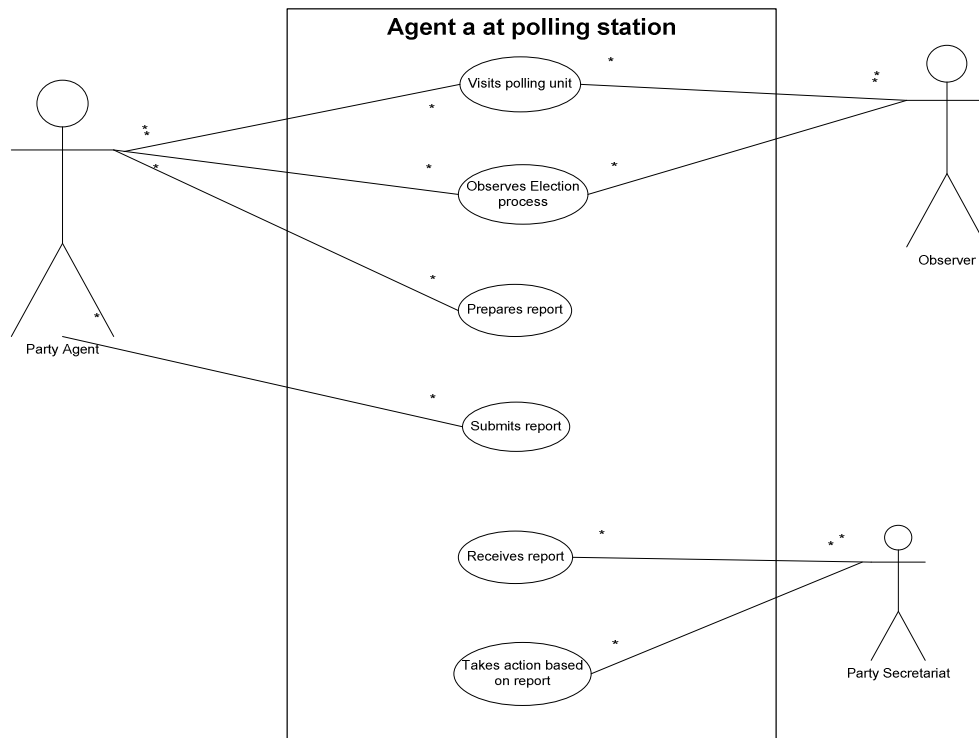 Agent a at polling station
Visits polling unit
*
*
*
*
*
*
Observes Election
process
*
*
*
Observer
*
Prepares report
*
Party Agent
*
Submits report
*
Receives report
*
*
*
Takes action based
on report
Party Secretariat